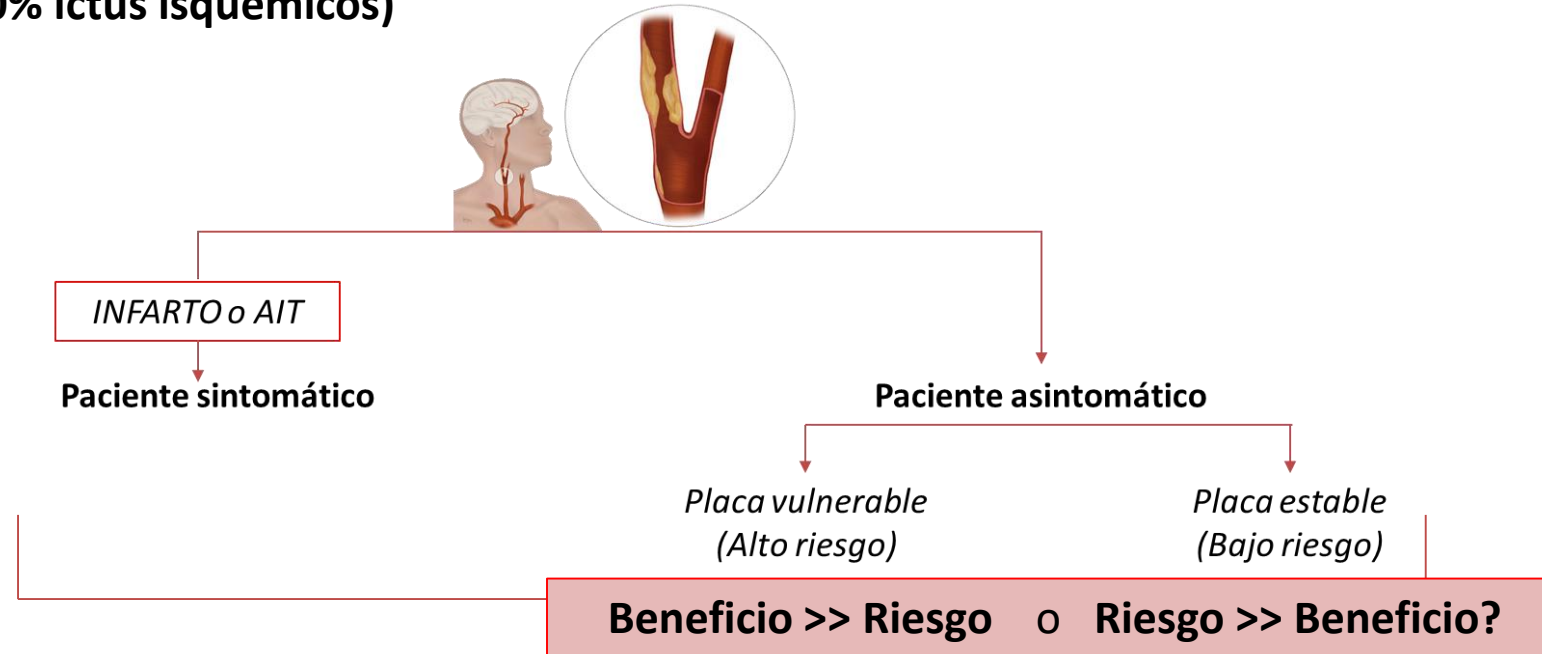 % ictus isquémicos)
INFARTO o AIT
Paciente sintomático
Paciente asintomático
Placa vulnerable
(Alto riesgo)
Placa estable
(Bajo riesgo)
Beneficio >> Riesgo o Riesgo >> Beneficio?